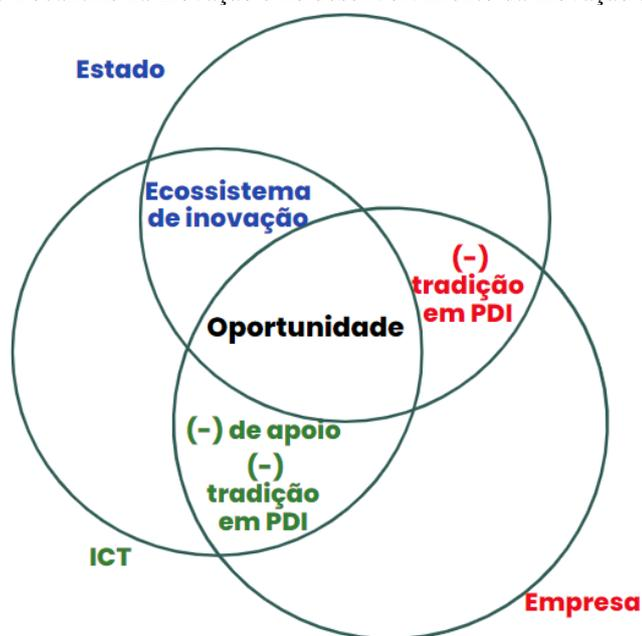 Estado
Ecossistema
de inovação
(-)
tradição
em PDI
Oportunidade
(-) de apoio
(-)
tradição
em PDI
ICT
Empresa